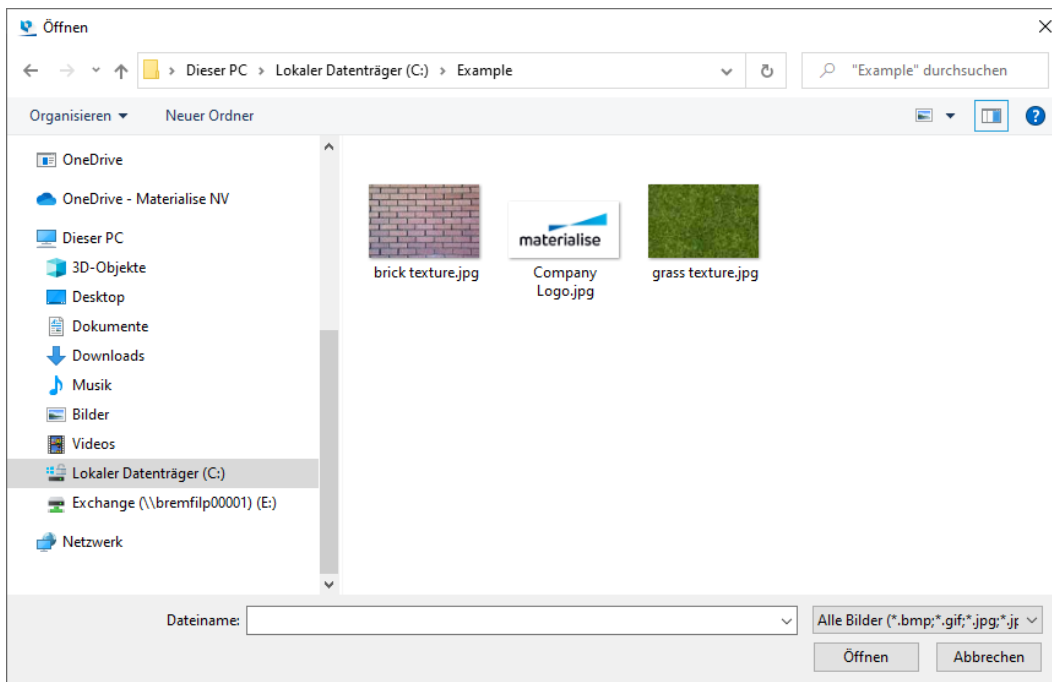 Öffnen
Dieser PC > Lokaler Datenträger (C:) > Example
"Example" durchsuchen
Organisieren
Neuer Ordner
OneDrive
OneDrive - Materialise NV
Dieser PC
3D-Objekte
Desktop
Dokumente
Downloads
Musik
Bilder
Videos
Lokaler Datenträger (C:)
Exchange (\\bremfilp00001) (E:)
Netzwerk
materialise
brick texture.jpg
Company
Logo.jpg
grass texture.jpg
Dateiname:
Alle Bilder (*.bmp;*.gif;*.jpg;*.jp
Öffnen
Abbrechen